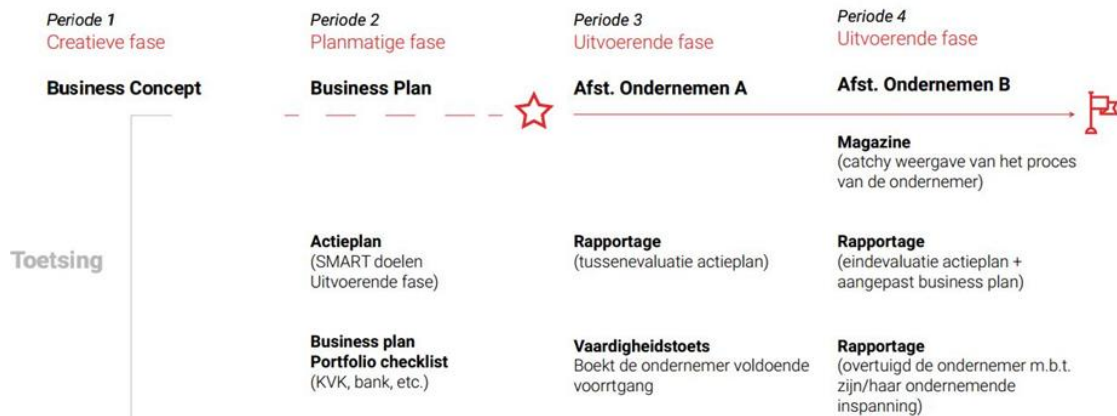 Periode 1
Creatieve fase
Business Concept
Periode 2
Planmatige fase
Business Plan
Periode 3
Uitvoerende fase
Afst. Ondernemen A
Periode 4
Uitvoerende fase
Afst. Ondernemen B
Toetsing
Magazine
(catchy weergave van het proces
van de ondernemer)
Actieplan
(SMART doelen
Uitvoerende fase)
Rapportage
(tussenevaluatie actieplan)
Rapportage
(eindevaluatie actieplan +
aangepast business plan)
Business plan
Portfolio checklist
(KVK, bank, etc.)
Vaardigheidstoets
Boekt de ondernemer voldoende
voorrtgang
Rapportage
(overtuigd de ondernemer m.b.t.
zijn/haar ondernemende
inspanning)